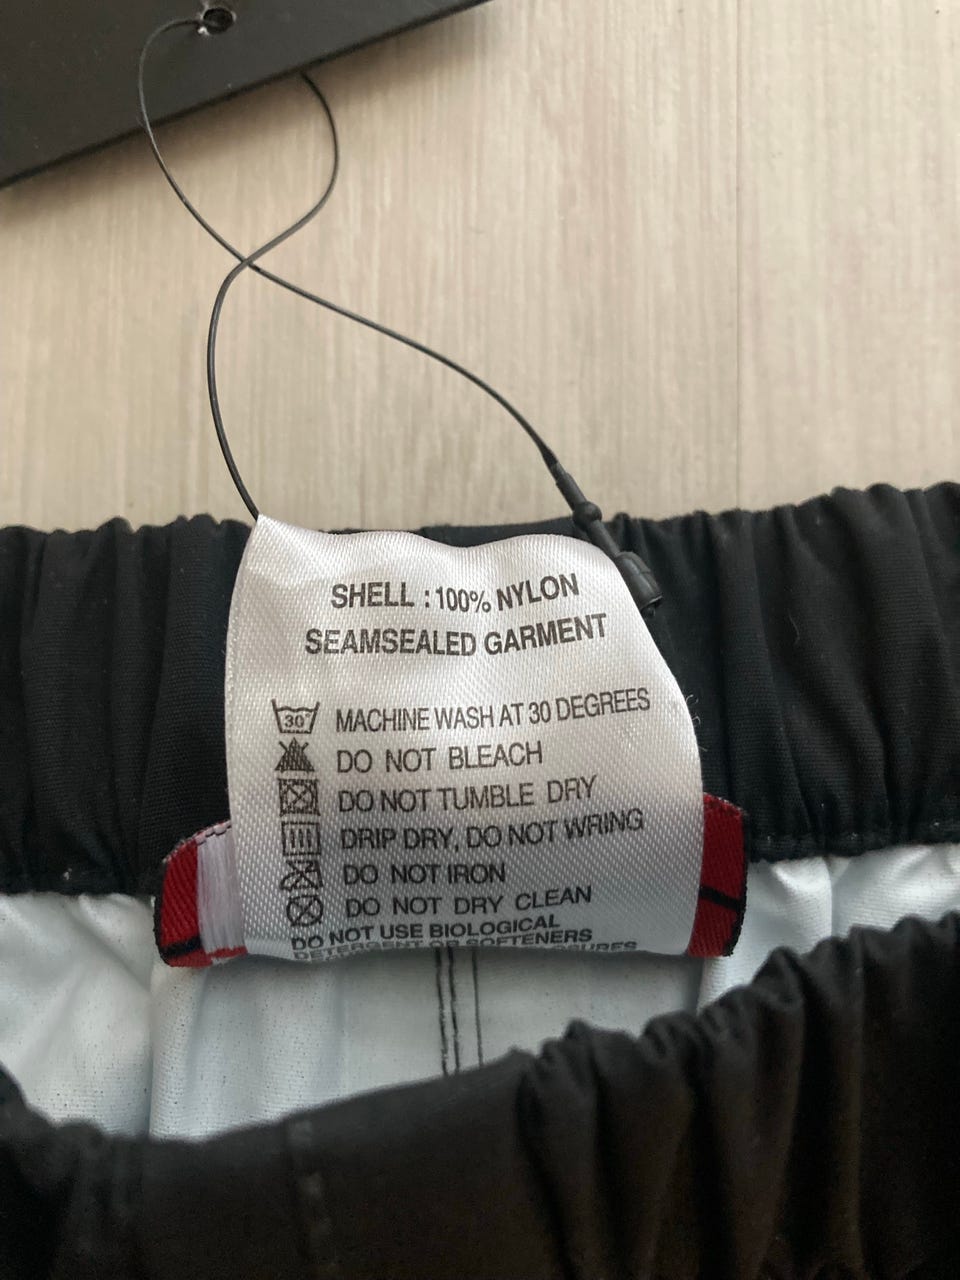 SHELL : 100% NYLON
SEAMSEALED GARMENT
30°
MACHINE WASH AT 30 DEGREES
DO NOT BLEACH
DO NOT TUMBLE DRY
DRIP DRY, DO NOT WRING
DO NOT IRON
DO NOT DRY CLEAN
DO NOT USE BIOLOGICAL
DETERGENT OR SOFTENERS